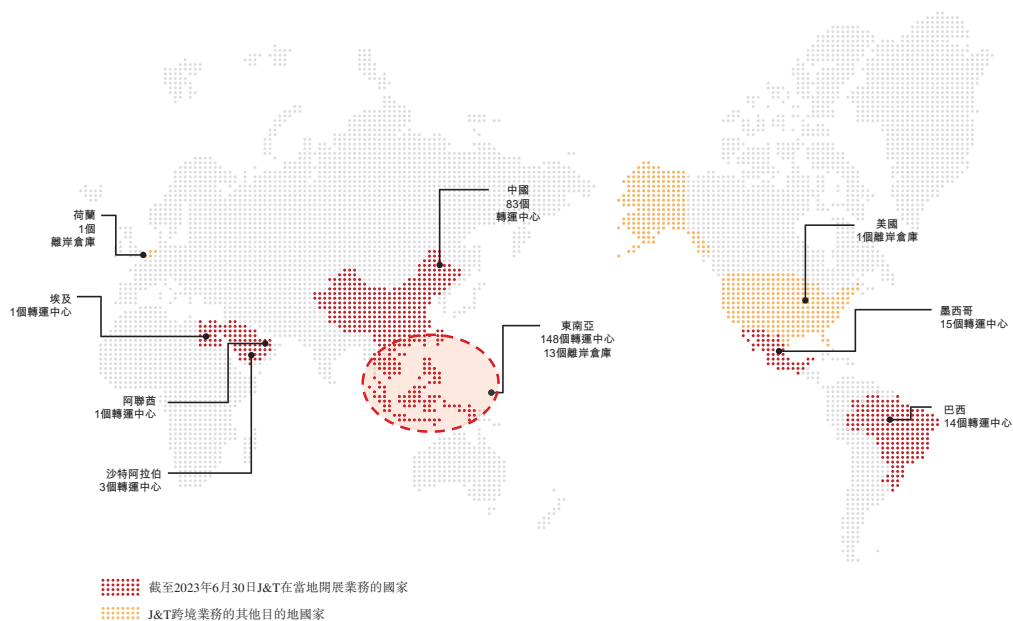 中國
83個
轉運中心
荷蘭
1個
離岸倉庫
美國
1個離岸倉庫
埃及
1個轉運中心
墨西哥
15個轉運中心
東南亞
148個轉運中心
13個離岸倉庫
阿聯酋
1個轉運中心
巴西
14個轉運中心
沙特阿拉伯
3個轉運中心
截至2023年6月30日J&T在當地開展業務的國家
J&T跨境業務的其他目的地國家